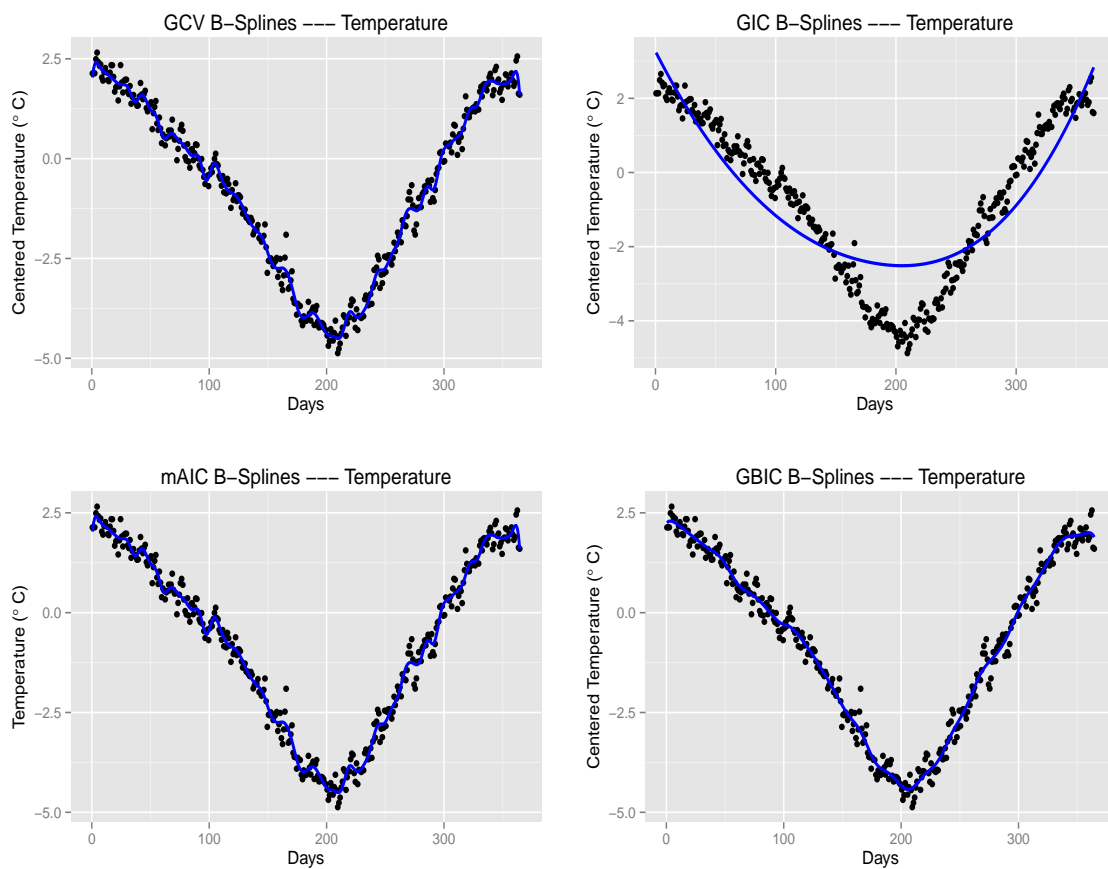 GCV B−Splines −−− Temperature
Centered Temperature (° C)
2.5
0.0
−2.5
−5.0
0
100
200
300
Days
GIC B−Splines −−− Temperature
Centered Temperature (° C)
2
0
−2
−4
0
100
200
300
Days
mAIC B−Splines −−− Temperature
Temperature (° C)
2.5
0.0
−2.5
−5.0
0
100
200
300
Days
GBIC B−Splines −−− Temperature
Centered Temperature (° C)
2.5
0.0
−2.5
−5.0
0
100
200
300
Days